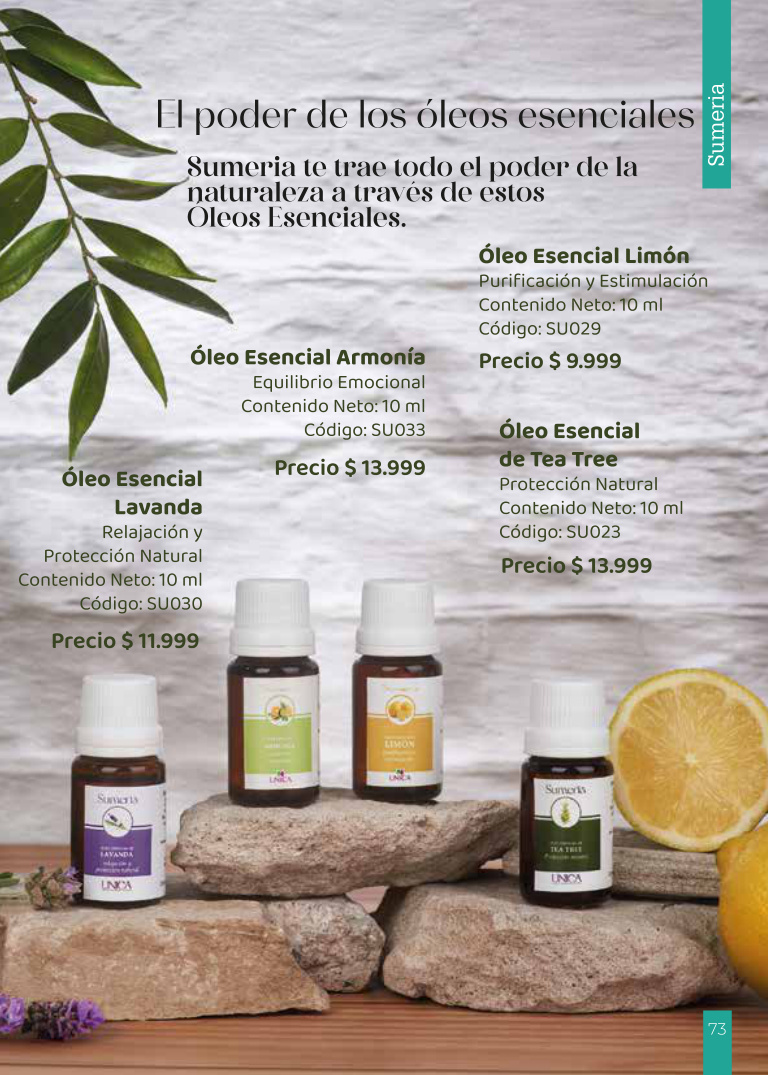 Sumeria
El poder de los óleos esenciales
Sumeria te trae todo el poder de la
naturaleza a través de estos
Oleos Esenciales.
Óleo Esencial Limón
Purificación y Estimulación
Contenido Neto: 10 ml
Código: SU029
Precio $ 9.999
Óleo Esencial Armonía
Equilibrio Emocional
Contenido Neto: 10 ml
Código: SU033
Precio $ 13.999
Óleo Esencial
de Tea Tree
Protección Natural
Contenido Neto: 10 ml
Código: SU023
Precio $ 13.999
Óleo Esencial
Lavanda
Relajación y
Protección Natural
Contenido Neto: 10 ml
Código: SU030
Precio $ 11.999
Sumeria
LAVANDA
UNICA
UNICA
LIMÓN
UNICA
Sumeria
TEA TREE
UNICA
73